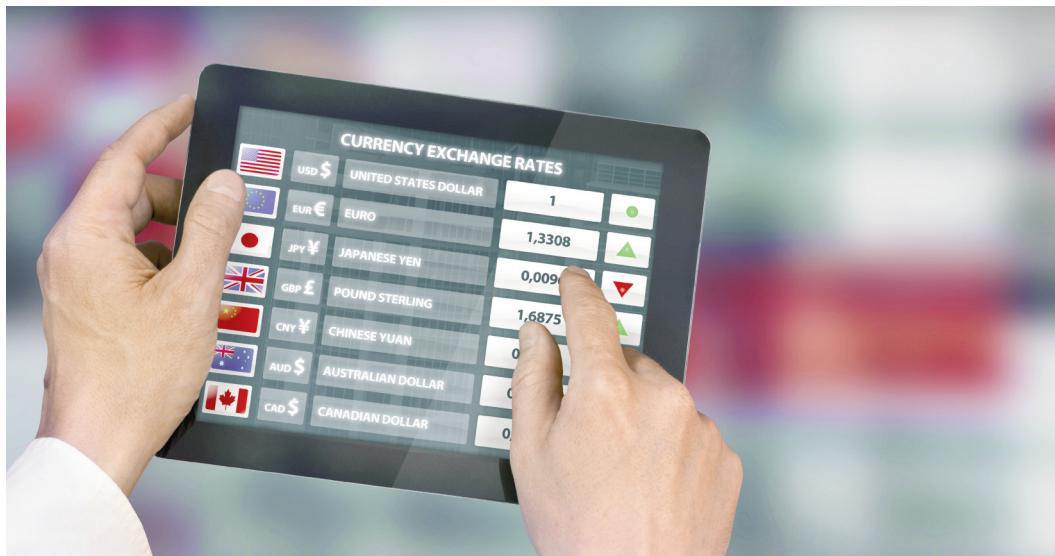 CURRENCY EXCHANGE RATES
USD $ UNITED STATES DOLLAR 1
EUR € EURO 1,3308
JPY ¥ JAPANESE YEN
GBP £ POUND STERLING 1,6875
CNY ¥ CHINESE YUAN
AUD $ AUSTRALIAN DOLLAR
CAD $ CANADIAN DOLLAR